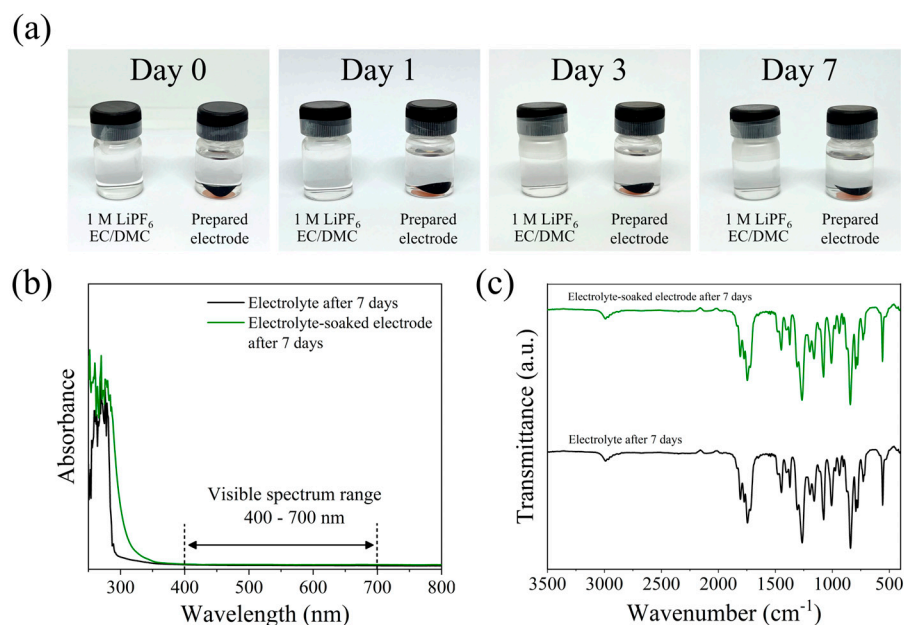 (a)
Day 0
Day 1
Day 3
Day 7
1 M LiPF₆
EC/DMC
Prepared
electrode
1 M LiPF₆
EC/DMC
Prepared
electrode
1 M LiPF₆
EC/DMC
Prepared
electrode
1 M LiPF₆
EC/DMC
Prepared
electrode
(b)
Electrolyte after 7 days
Electrolyte-soaked electrode
after 7 days
Visible spectrum range
400 - 700 nm
Absorbance
300
400
500
600
700
800
Wavelength (nm)
(c)
Electrolyte-soaked electrode after 7 days
Electrolyte after 7 days
Transmittance (a.u.)
3500
3000
2500
2000
1500
1000
500
Wavenumber (cm⁻¹)